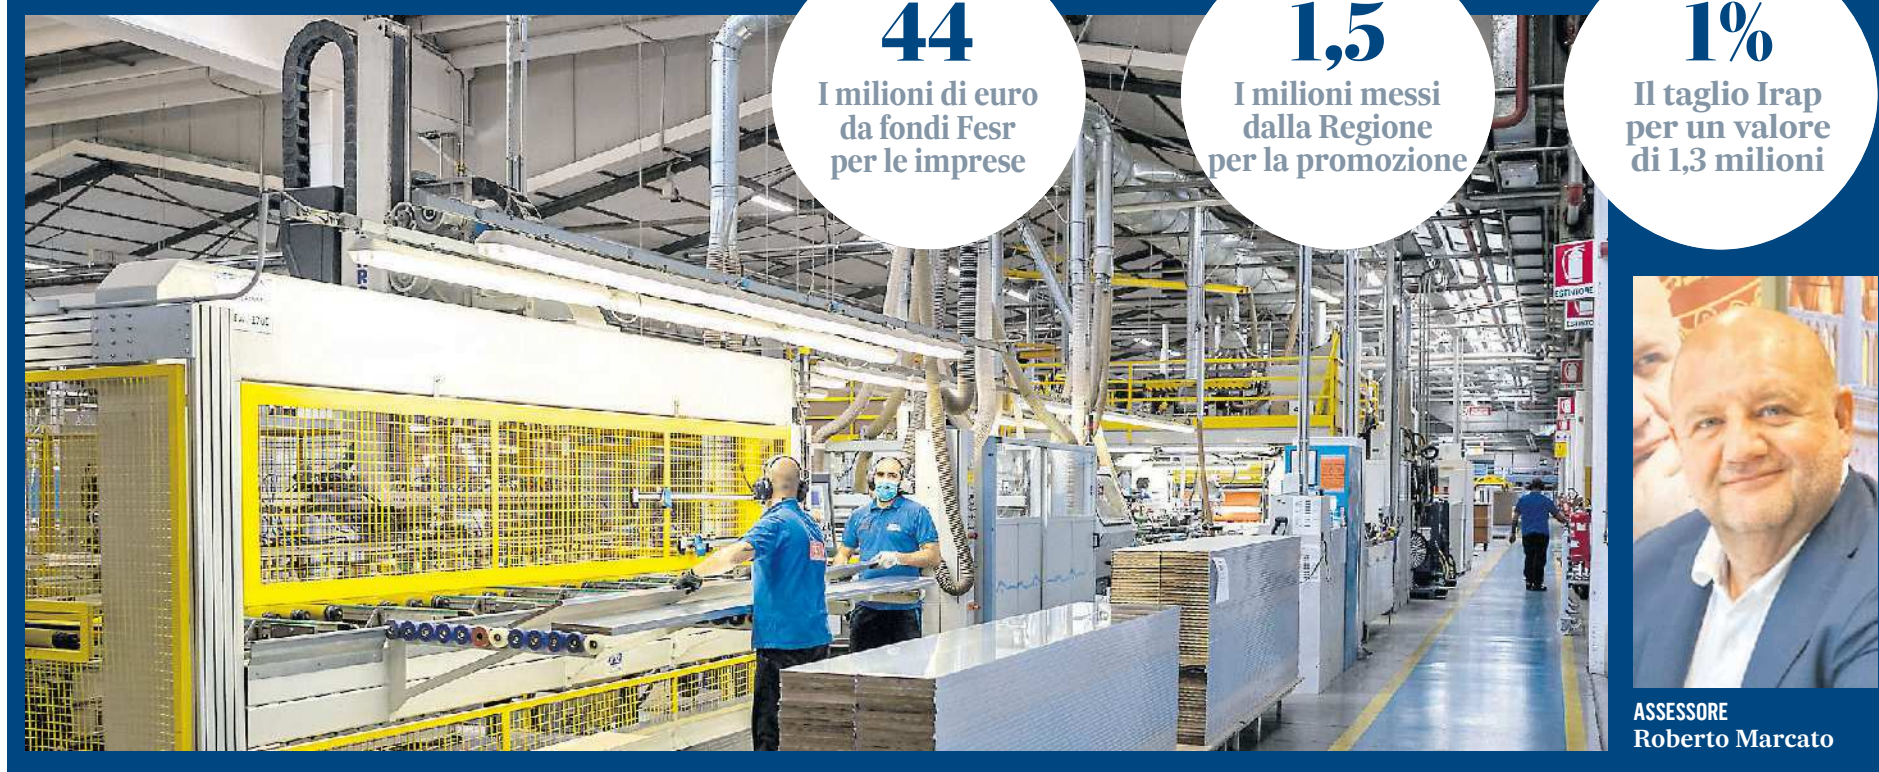 44
I milioni di euro
da fondi Fesr
per le imprese
1,5
I milioni messi
dalla Regione
per la promozione
1%
Il taglio Irap
per un valore
di 1,3 milioni
ESTINTORE
ASSESSORE
Roberto Marcato